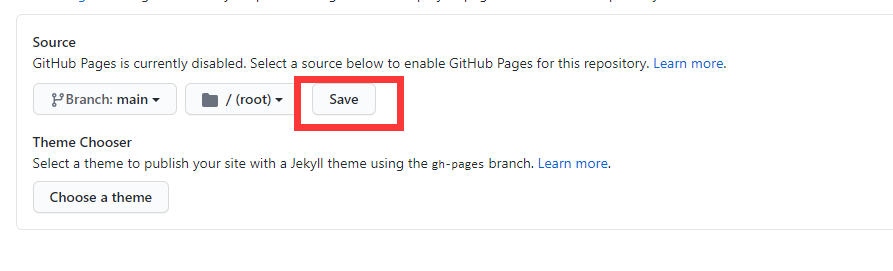 Source
GitHub Pages is currently disabled. Select a source below to enable GitHub Pages for this repository. Learn more.
Branch: main / (root) Save
Theme Chooser
Select a theme to publish your site with a Jekyll theme using the gh-pages branch. Learn more.
Choose a theme